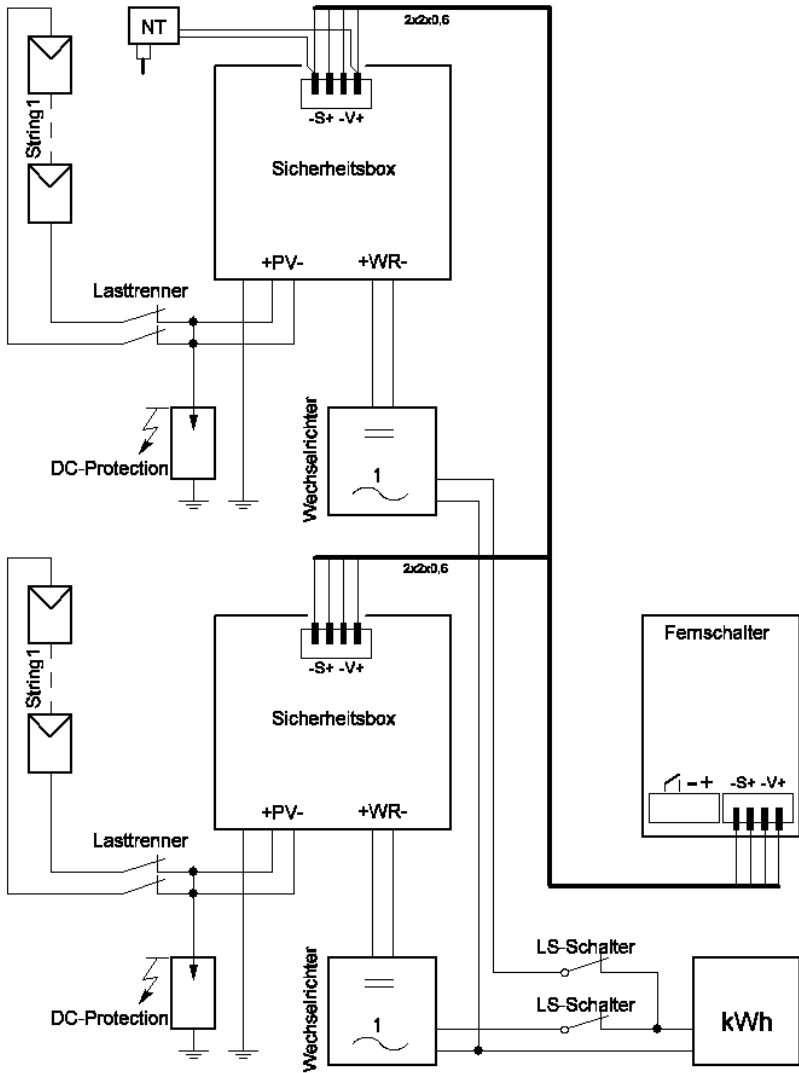 NT
2x2x0,6
-S+ -V+
String1
Sicherheitsbox
+PV-
+WR-
Lasttrenner
DC-Protection
Wechselrichter
1
2x2x0,6
-S+ -V+
String1
Sicherheitsbox
+PV-
+WR-
Lasttrenner
DC-Protection
Wechselrichter
1
Fernschalter
-+
-S+ -V+
LS-Schalter
LS-Schalter
kWh